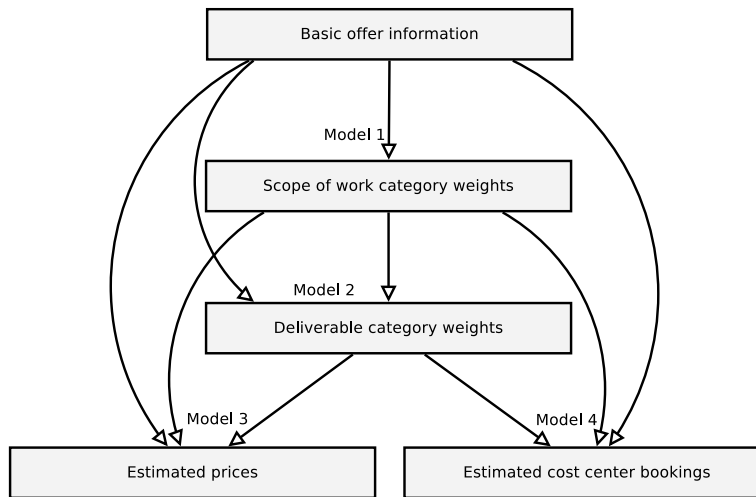 Basic offer information
Model 1
Scope of work category weights
Model 2
Deliverable category weights
Model 3
Model 4
Estimated prices
Estimated cost center bookings